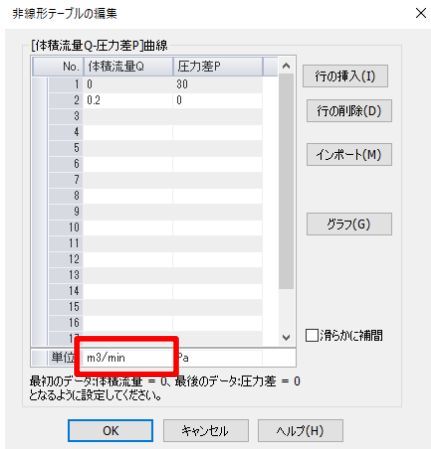 非線形テーブルの編集
[体積流量Q-圧力差P]曲線
No. 体積流量Q 圧力差P
1 0 30
2 0.2 0
3
4
5
6
7
8
9
10
11
12
13
14
15
16
単位 m3/min Pa
最初のデータ:体積流量 = 0、最後のデータ:圧力差 = 0
となるように設定してください。
行の挿入(I)
行の削除(D)
インポート(M)
グラフ(G)
滑らかに補間
OK キャンセル ヘルプ(H)